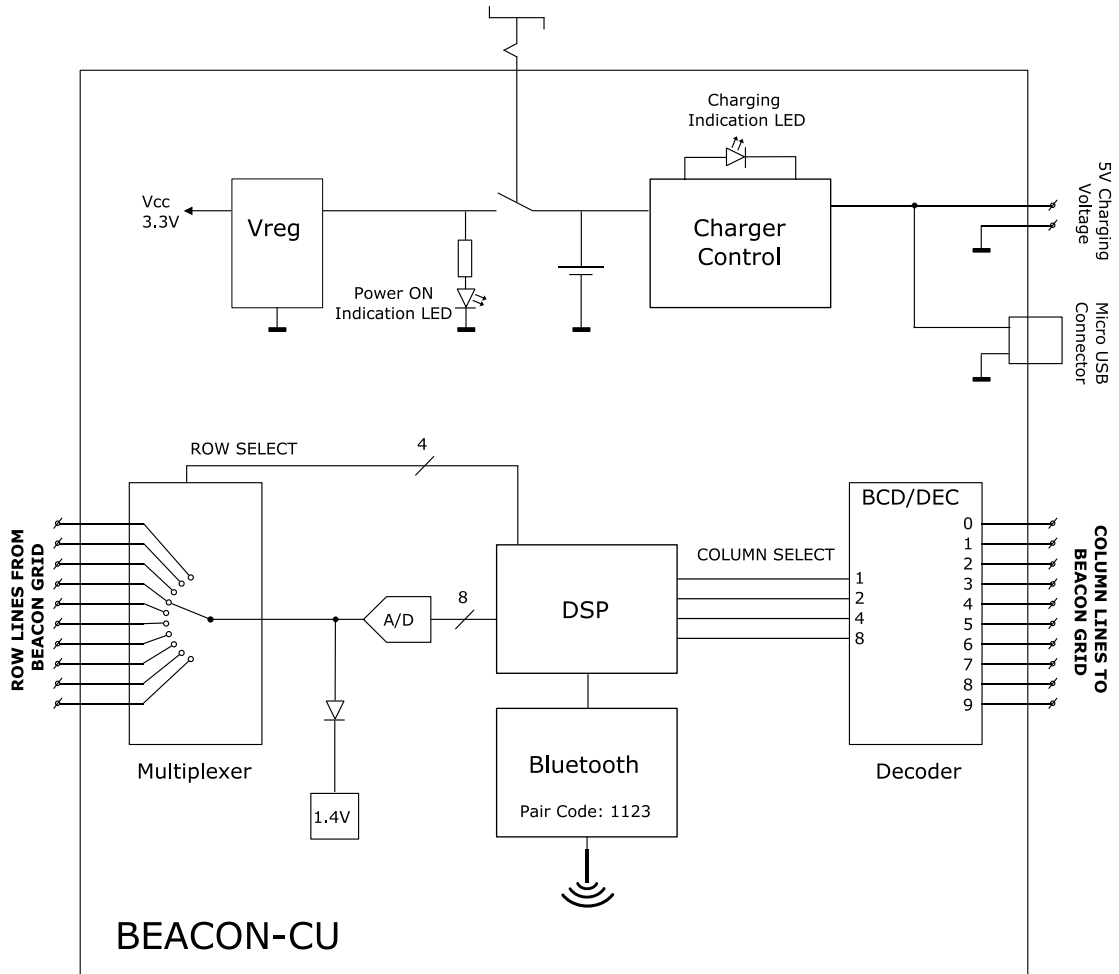 Charging
Indication LED
5V Charging
Voltage
Vcc
3.3V
Vreg
Charger
Control
Power ON
Indication LED
Micro USB
Connector
ROW SELECT
4
BCD/DEC
ROW LINES FROM
BEACON GRID
A/D
8
DSP
COLUMN SELECT
1
2
4
8
0
1
2
3
4
5
6
7
8
9
COLUMN LINES TO
BEACON GRID
Multiplexer
1.4V
Bluetooth
Pair Code: 1123
Decoder
BEACON-CU